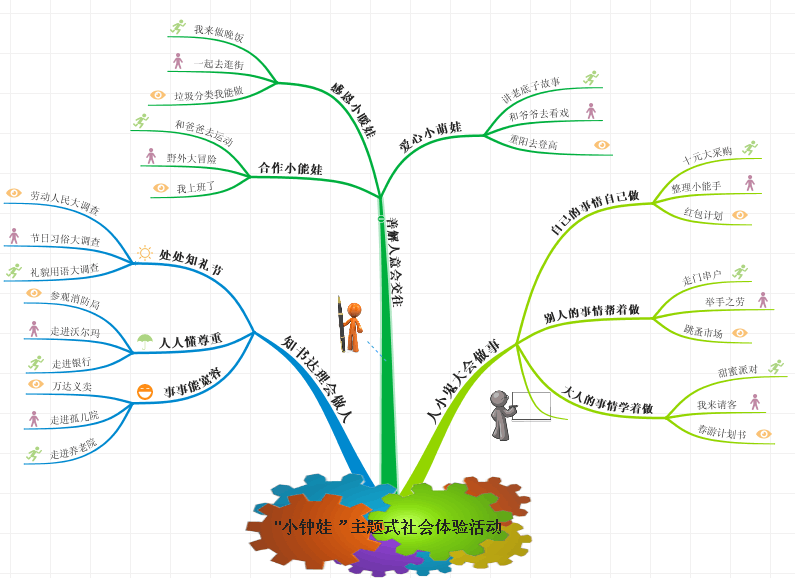 我来做晚饭
一起去逛街
垃圾分类我能做
感恩小暖娃
和爸爸去运动
野外大冒险
我上班了
合作小能娃
讲老底子故事
和爷爷去看戏
重阳去登高
爱心小萌娃
善解人意会交往
劳动人民大调查
节日习俗大调查
礼貌用语大调查
处处知礼节
参观消防局
走进沃尔玛
走进银行
人人懂尊重
万达义卖
走进孤儿院
走进养老院
事事能宽容
知书达理会做人
十元大采购
整理小能手
红包计划
自己的事情自己做
走门串户
举手之劳
跳蚤市场
别人的事情帮着做
甜蜜派对
我来请客
春游计划书
大人的事情学着做
人小鬼大会做事
"小钟娃 ”主题式社会体验活动